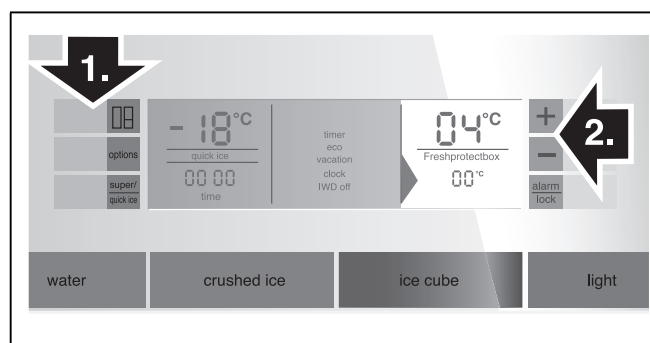 1.
2.
options
super/
quick ice
- 18°C
quick ice
00 00
time
timer
eco
vacation
clock
IWD off
04°C
Freshprotectbox
00°C
+
-
alarm
lock
water
crushed ice
ice cube
light